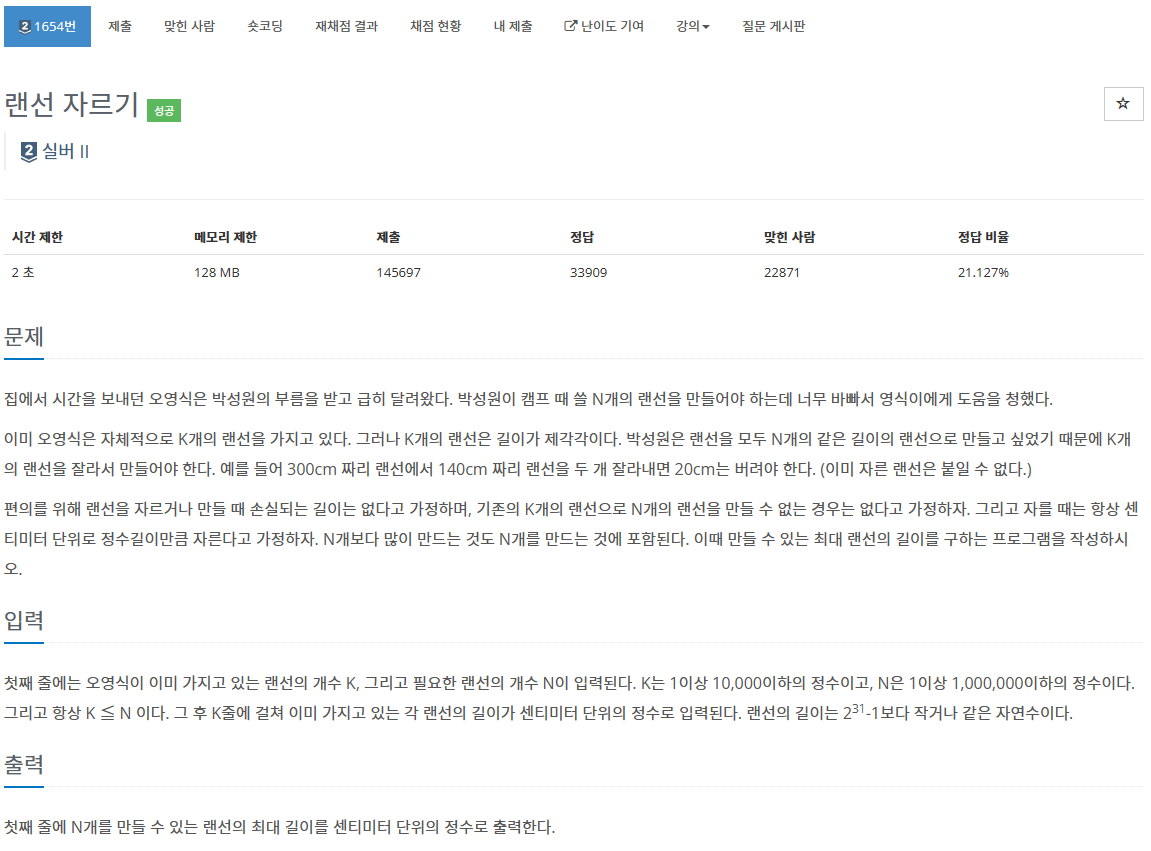 2 1654번 제출 맞힌 사람 숏코딩 재채점 결과 채점 현황 내 제출 난이도 기여 강의 질문 게시판
랜선 자르기 성공
2 실버 II
시간 제한 메모리 제한 제출 정답 맞힌 사람 정답 비율
2 초 128 MB 145697 33909 22871 21.127%
문제
집에서 시간을 보내던 오영식은 박성원의 부름을 받고 급히 달려왔다. 박성원이 캠프 때 쓸 N개의 랜선을 만들어야 하는데 너무 바빠서 영식이에게 도움을 청했다.
이미 오영식은 자체적으로 K개의 랜선을 가지고 있다. 그러나 K개의 랜선은 길이가 제각각이다. 박성원은 랜선을 모두 N개의 같은 길이의 랜선으로 만들고 싶었기 때문에 K개
의 랜선을 잘라서 만들어야 한다. 예를 들어 300cm 짜리 랜선에서 140cm 짜리 랜선을 두 개 잘라내면 20cm는 버려야 한다. (이미 자른 랜선은 붙일 수 없다.)
편의를 위해 랜선을 자르거나 만들 때 손실되는 길이는 없다고 가정하며, 기존의 K개의 랜선으로 N개의 랜선을 만들 수 없는 경우는 없다고 가정하자. 그리고 자를 때는 항상 센
티미터 단위로 정수길이만큼 자른다고 가정하자. N개보다 많이 만드는 것도 N개를 만드는 것에 포함된다. 이때 만들 수 있는 최대 랜선의 길이를 구하는 프로그램을 작성하시
오.
입력
첫째 줄에는 오영식이 이미 가지고 있는 랜선의 개수 K, 그리고 필요한 랜선의 개수 N이 입력된다. K는 1이상 10,000이하의 정수이고, N은 1이상 1,000,000이하의 정수이다.
그리고 항상 K ≦ N 이다. 그 후 K줄에 걸쳐 이미 가지고 있는 각 랜선의 길이가 센티미터 단위의 정수로 입력된다. 랜선의 길이는 2³¹-1보다 작거나 같은 자연수이다.
출력
첫째 줄에 N개를 만들 수 있는 랜선의 최대 길이를 센티미터 단위의 정수로 출력한다.